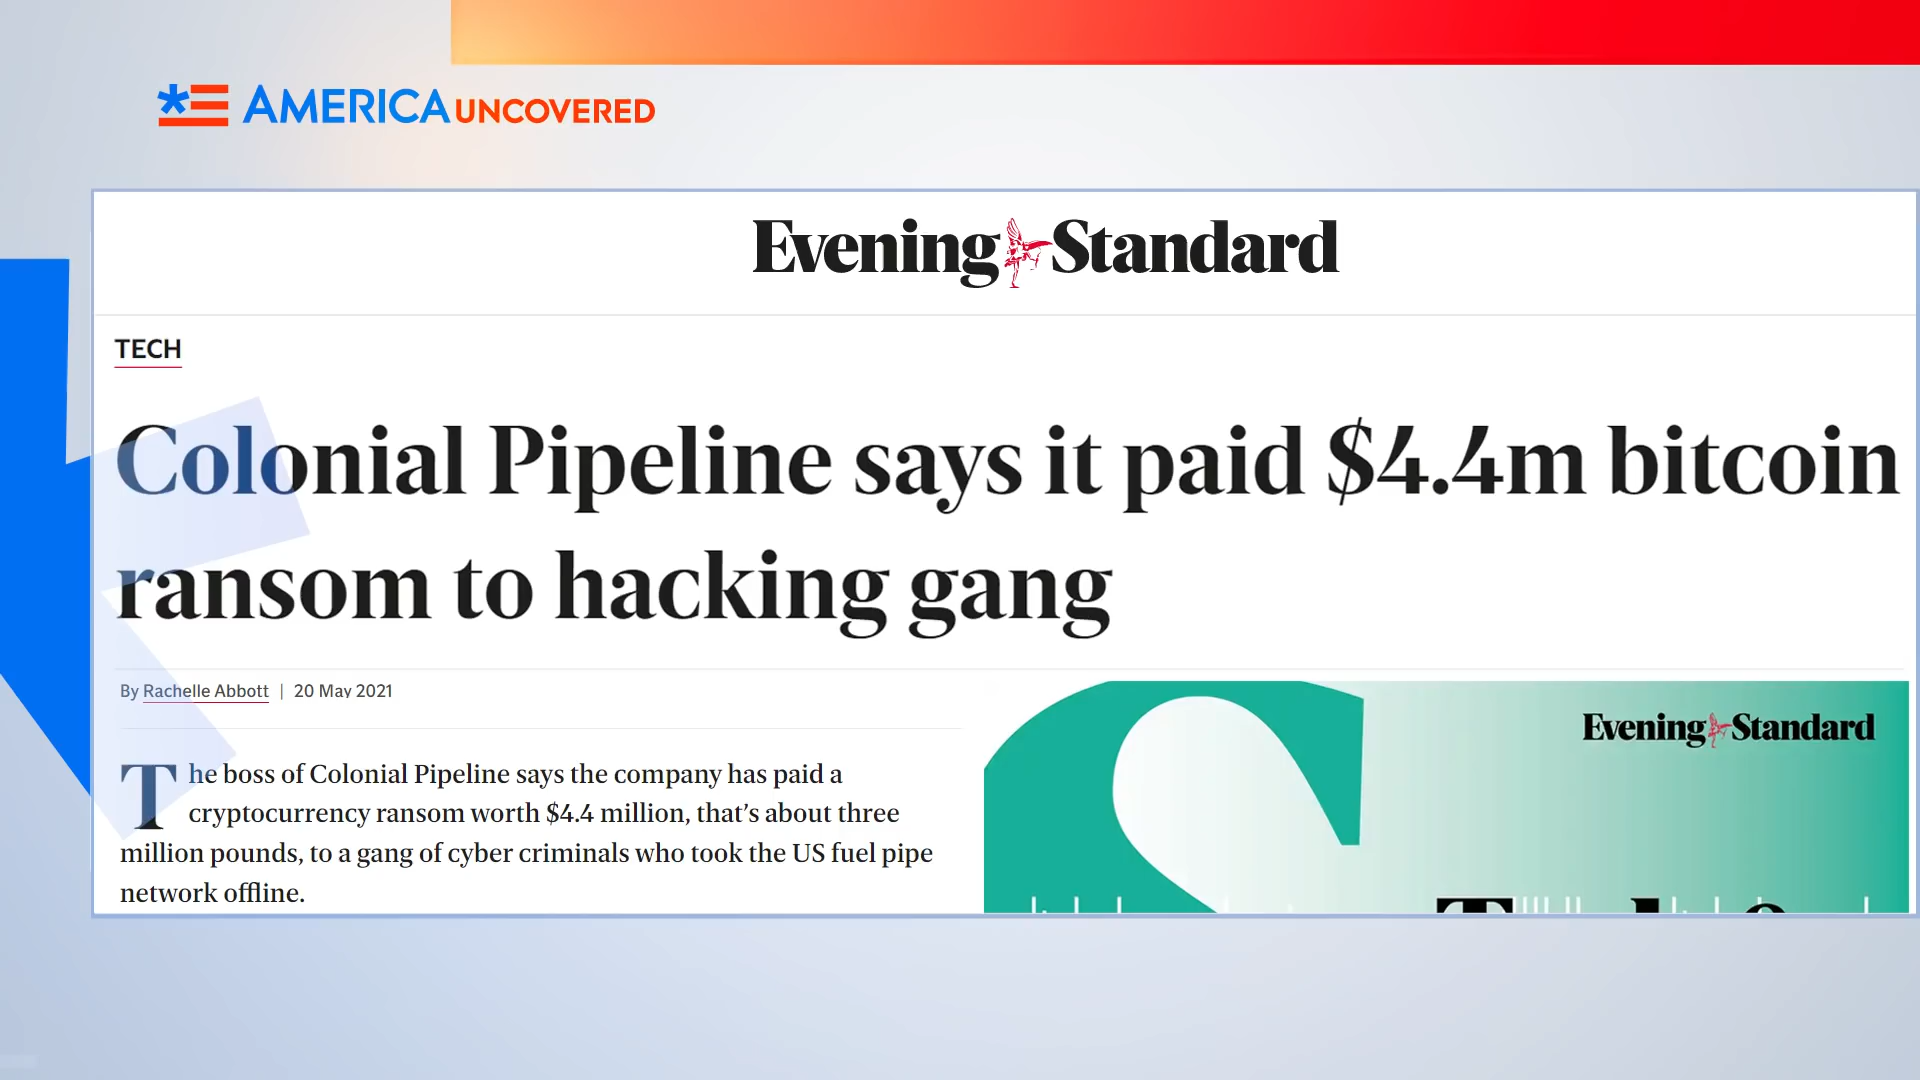 AMERICA UNCOVERED
Evening Standard
TECH
Colonial Pipeline says it paid $4.4m bitcoin
ransom to hacking gang
By Rachelle Abbott | 20 May 2021
Evening Standard
The boss of Colonial Pipeline says the company has paid a
cryptocurrency ransom worth $4.4 million, that’s about three
million pounds, to a gang of cyber criminals who took the US fuel pipe
network offline.